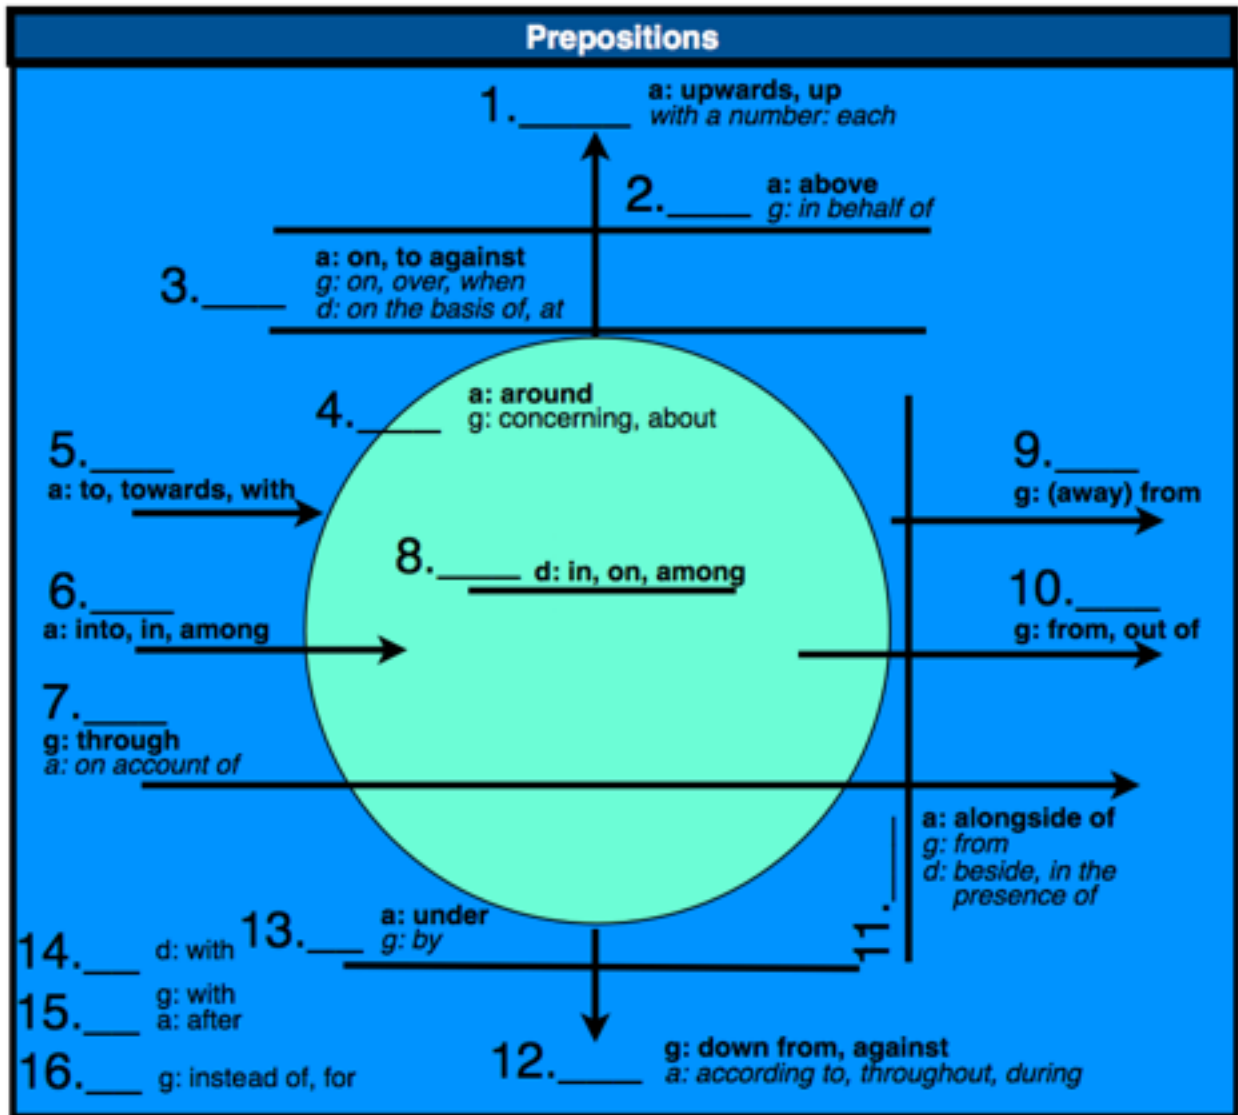 Prepositions
1.______ a: upwards, up
with a number: each
2.____ a: above
g: in behalf of
3.____ a: on, to against
g: on, over, when
d: on the basis of, at
4.____ a: around
g: concerning, about
5.____
a: to, towards, with
6.____
a: into, in, among
7.____
g: through
a: on account of
8.____ d: in, on, among
9.____
g: (away) from
10.____
g: from, out of
11.____ a: alongside of
g: from
d: beside, in the
presence of
12.____ g: down from, against
a: according to, throughout, during
13.___ a: under
g: by
14.___ d: with
15.___ g: with
a: after
16.___ g: instead of, for